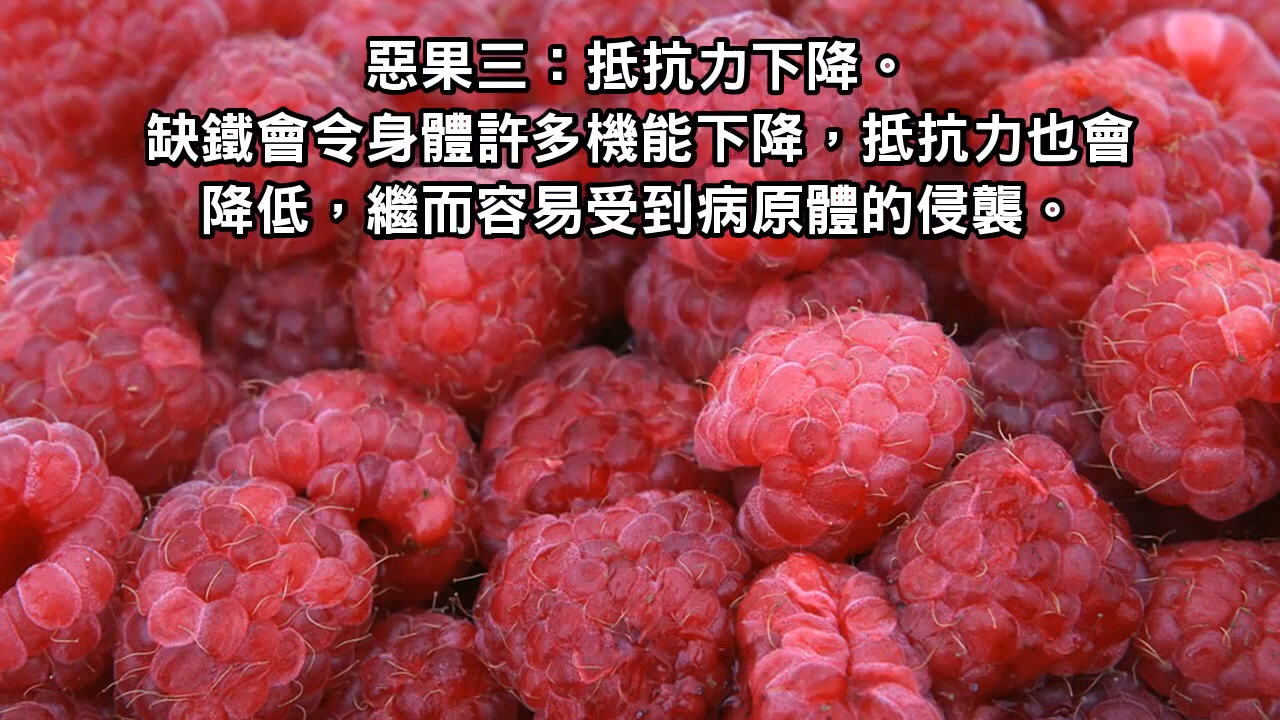 惡果三：抵抗力下降。
缺鐵會令身體許多機能下降，抵抗力也會
降低，繼而容易受到病原體的侵襲。